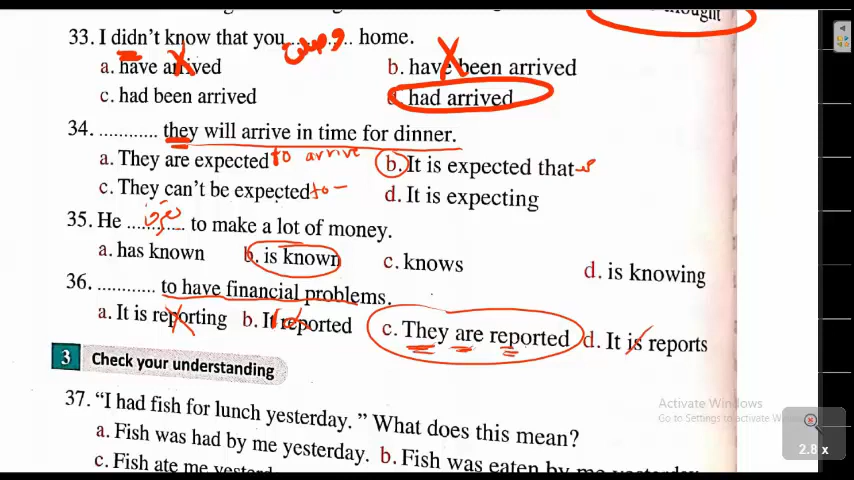 thought
33. I didn't know that you ............ home.
a. have arrived b. have been arrived
c. had been arrived d. had arrived
34. ............ they will arrive in time for dinner.
a. They are expected to arrive b. It is expected that
c. They can't be expected to – d. It is expecting
35. He ............ to make a lot of money.
a. has known b. is known c. knows d. is knowing
36. ............ to have financial problems.
a. It is reporting b. It reported c. They are reported d. It is reports
3 Check your understanding
37. "I had fish for lunch yesterday." What does this mean?
a. Fish was had by me yesterday. b. Fish was eaten by me yesterday
c. Fish ate me
Activate Windows
Go to Settings to activate Windows.
2.8 x